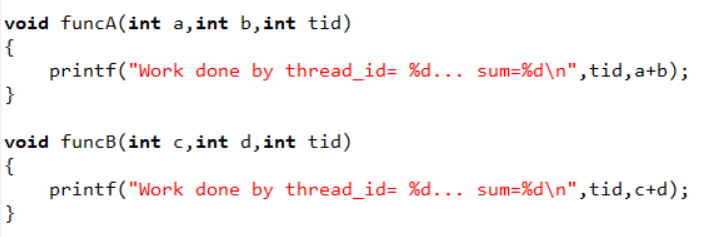 void funcA(int a,int b,int tid)
{
    printf("Work done by thread_id= %d... sum=%d\n",tid,a+b);
}
void funcB(int c,int d,int tid)
{
    printf("Work done by thread_id= %d... sum=%d\n",tid,c+d);
}